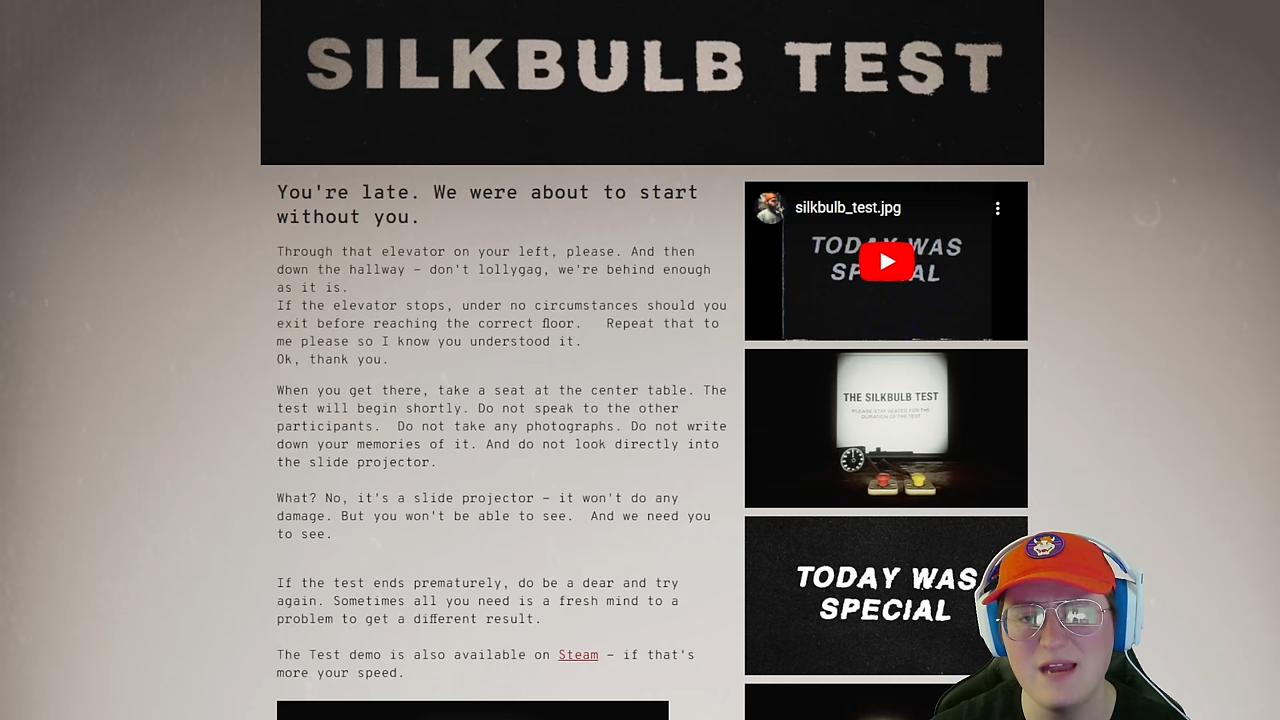 SILKBULB TEST
You're late. We were about to start
without you.
Through that elevator on your left, please. And then
down the hallway - don't lollygag, we're behind enough
as it is.
If the elevator stops, under no circumstances should you
exit before reaching the correct floor. Repeat that to
me please so I know you understood it.
Ok, thank you.
When you get there, take a seat at the center table. The
test will begin shortly. Do not speak to the other
participants. Do not take any photographs. Do not write
down your memories of it. And do not look directly into
the slide projector.
What? No, it's a slide projector - it won't do any
damage. But you won't be able to see. And we need you
to see.
If the test ends prematurely, do be a dear and try
again. Sometimes all you need is a fresh mind to a
problem to get a different result.
The Test demo is also available on Steam - if that's
more your speed.
silkbulb_test.jpg
TODAY WAS
SPECIAL
THE SILKBULB TEST
PLEASE STAY SEATED FOR THE
DURATION OF THE TEST
TODAY WAS
SPECIAL